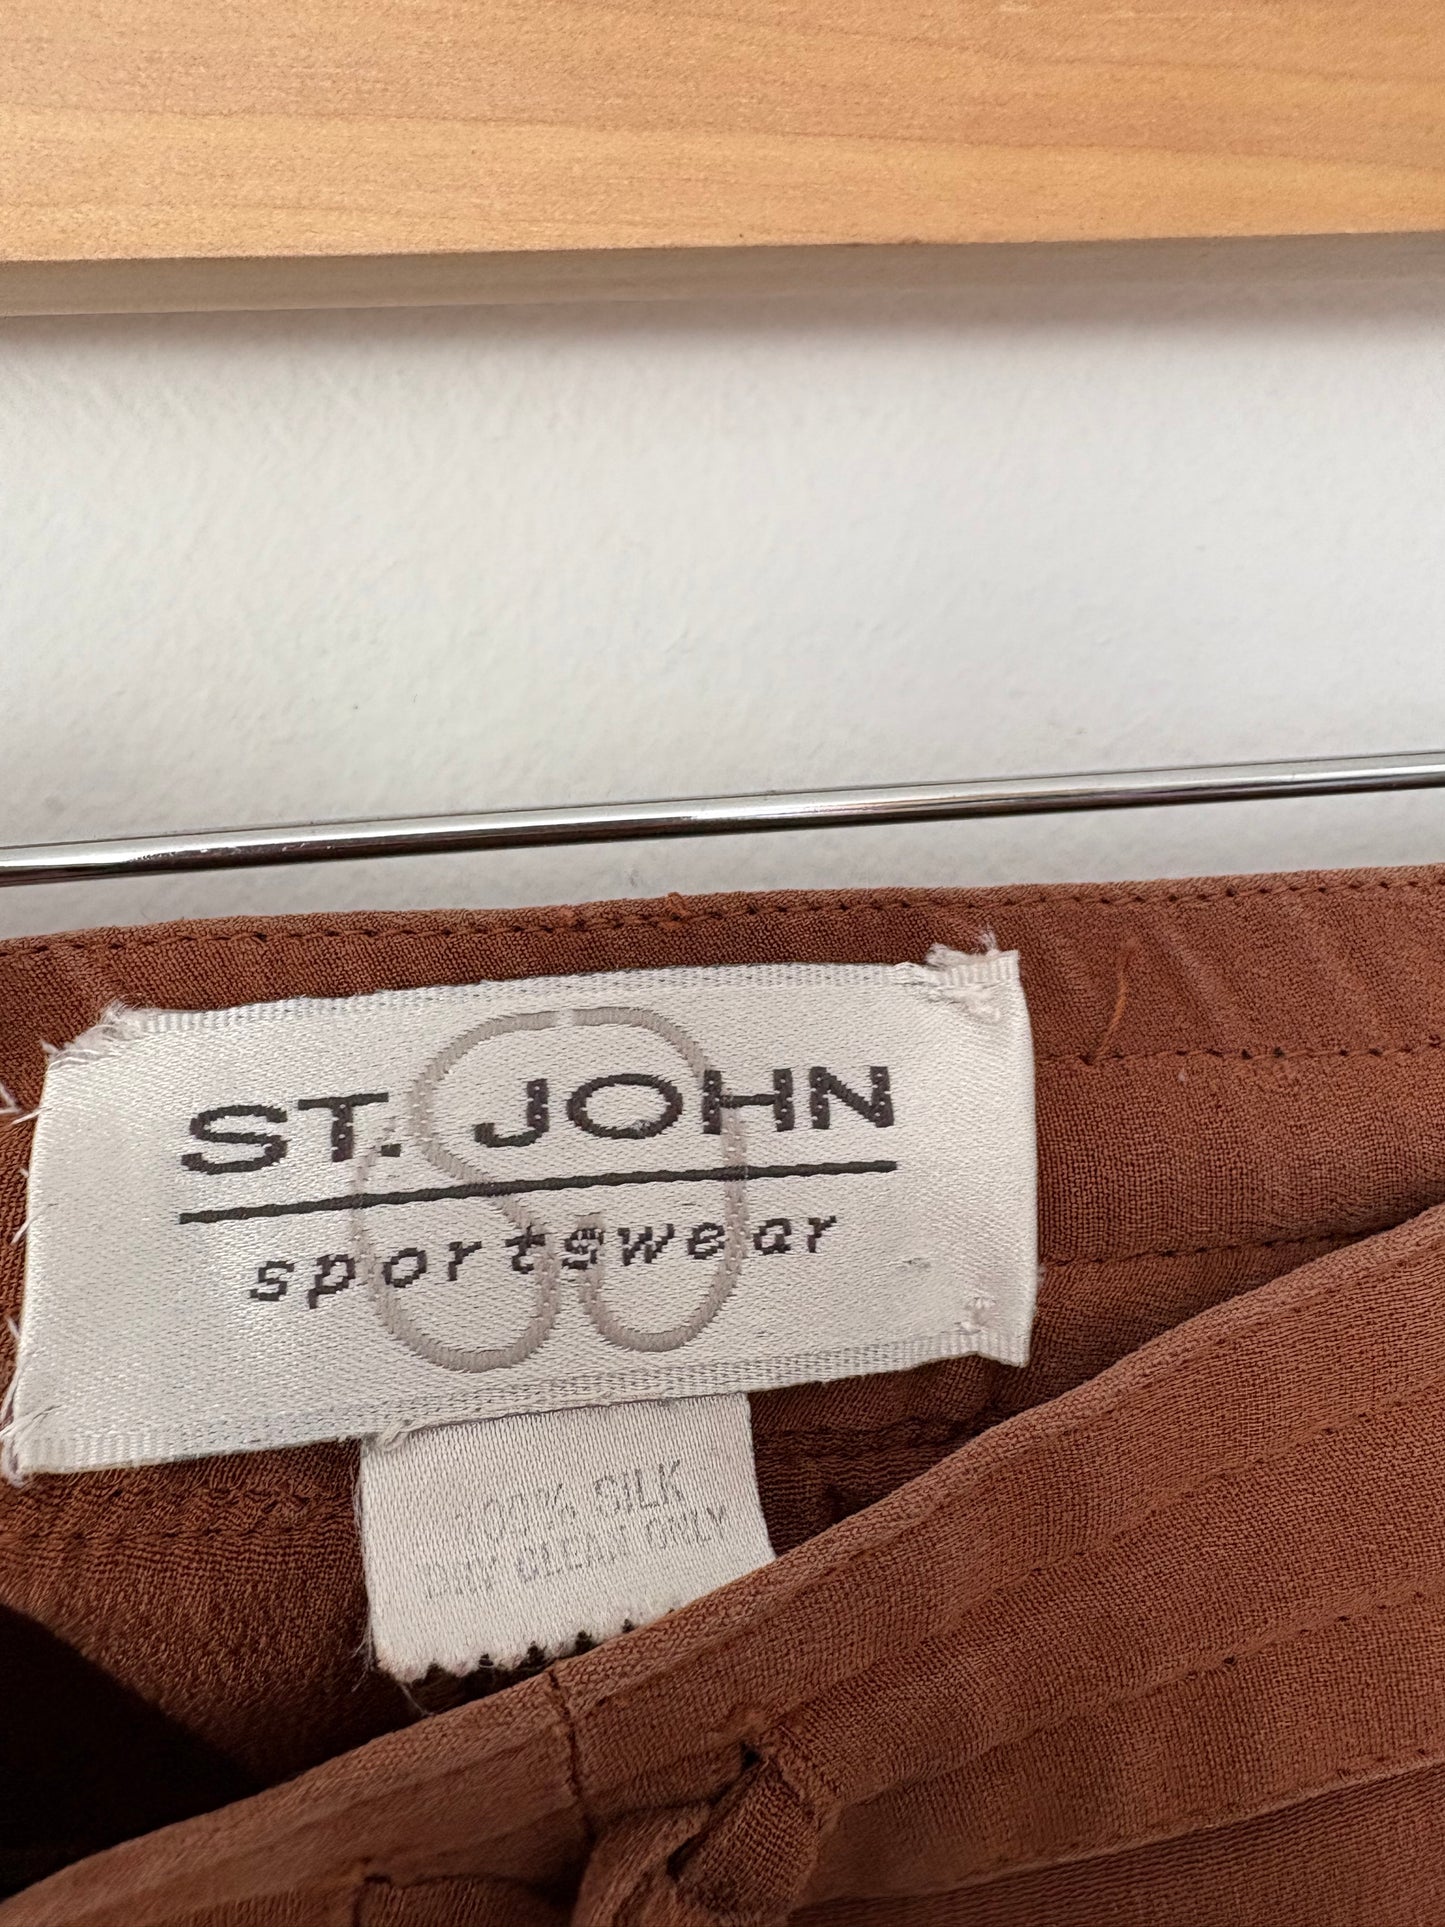 ST. JOHN
sportswear
100% SILK
DRY CLEAN ONLY